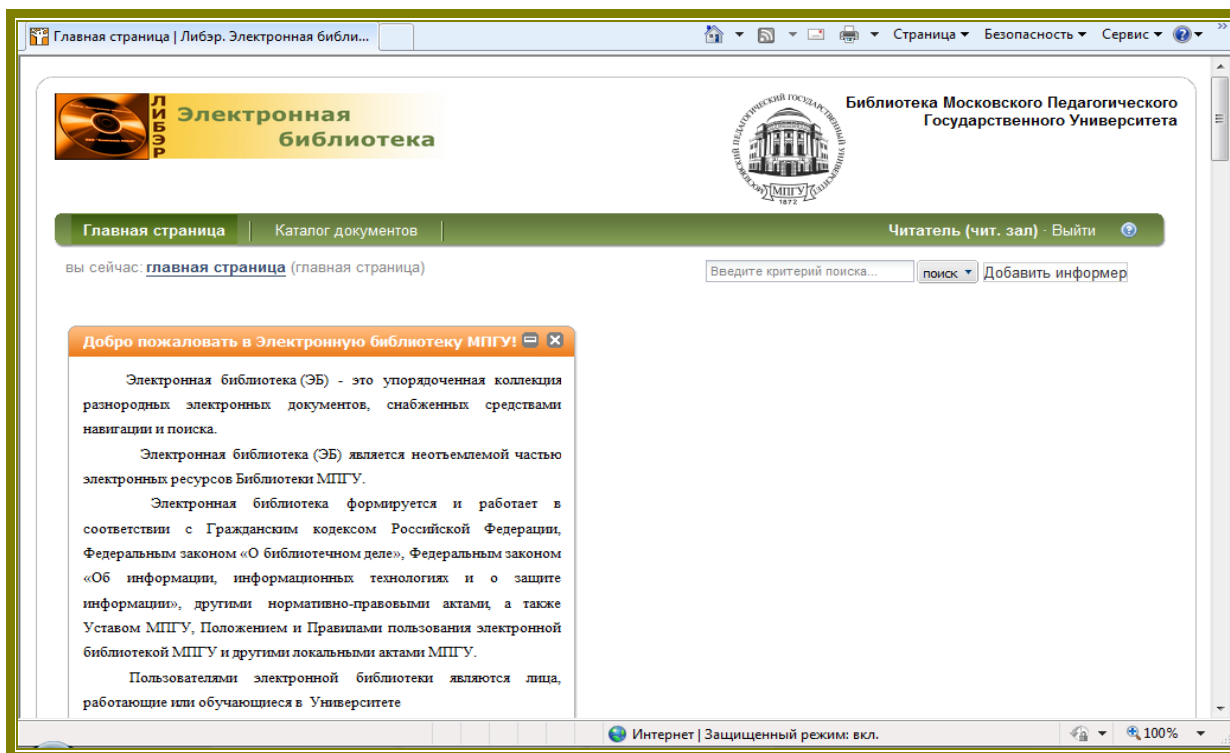 Главная страница | Либэр. Электронная библи...
Страница Безопасность Сервис
ЛИБЭР
Электронная
библиотека
МОСКОВСКИЙ ПЕДАГОГИЧЕСКИЙ ГОСУДАРСТВЕННЫЙ УНИВЕРСИТЕТ
МПГУ
1872
Библиотека Московского Педагогического
Государственного Университета
Главная страница Каталог документов Читатель (чит. зал) · Выйти
вы сейчас: главная страница (главная страница) Введите критерий поиска... поиск Добавить информер
Добро пожаловать в Электронную библиотеку МПГУ!
Электронная библиотека (ЭБ) - это упорядоченная коллекция
разнородных электронных документов, снабженных средствами
навигации и поиска.
Электронная библиотека (ЭБ) является неотъемлемой частью
электронных ресурсов Библиотеки МПГУ.
Электронная библиотека формируется и работает в
соответствии с Гражданским кодексом Российской Федерации,
Федеральным законом «О библиотечном деле», Федеральным законом
«Об информации, информационных технологиях и о защите
информации», другими нормативно-правовыми актами, а также
Уставом МПГУ, Положением и Правилами пользования электронной
библиотекой МПГУ и другими локальными актами МПГУ.
Пользователями электронной библиотеки являются лица,
работающие или обучающиеся в Университете
Интернет | Защищенный режим: вкл. 100%